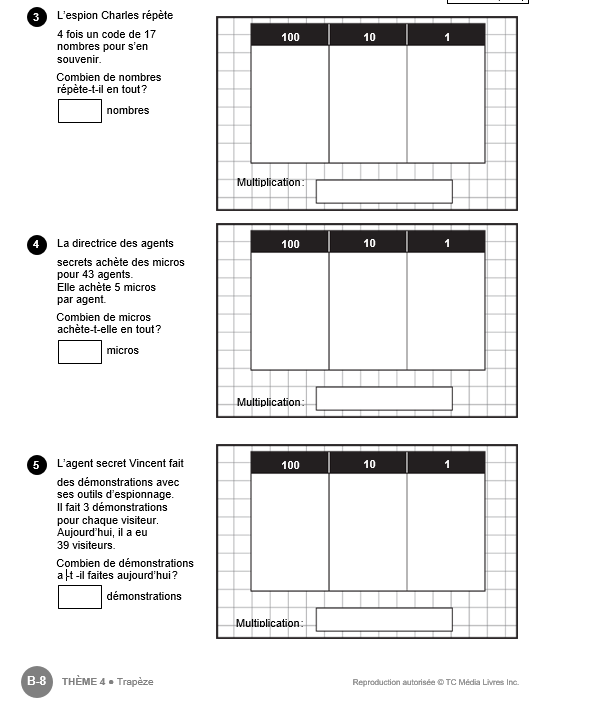 3 L'espion Charles répète
4 fois un code de 17
nombres pour s'en
souvenir.
Combien de nombres
répète-t-il en tout?
nombres
100 10 1
Multiplication:
4 La directrice des agents
secrets achète des micros
pour 43 agents.
Elle achète 5 micros
par agent.
Combien de micros
achète-t-elle en tout?
micros
100 10 1
Multiplication:
5 L'agent secret Vincent fait
des démonstrations avec
ses outils d'espionnage.
Il fait 3 démonstrations
pour chaque visiteur.
Aujourd'hui, il a eu
39 visiteurs.
Combien de démonstrations
a -t -il faites aujourd'hui?
démonstrations
100 10 1
Multiplication:
B-8 THÈME 4 • Trapèze
Reproduction autorisée © TC Média Livres Inc.